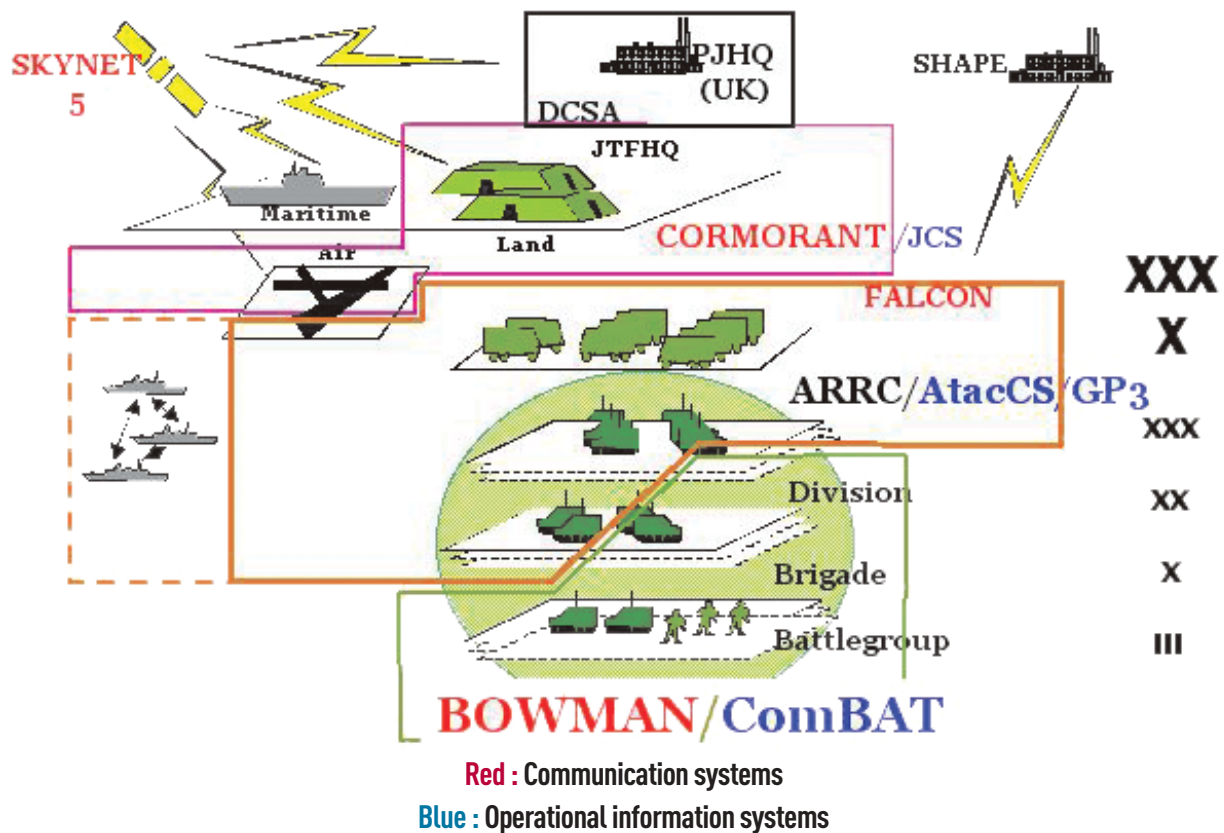 SKYNET
5
PJHQ
(UK)
DCSA
SHAPE
JTFHQ
Maritime
Land
CORMORANT/JCS
Air
XXX
FALCON
X
ARRC/AtacCS/GP3
XXX
Division
XX
Brigade
X
Battlegroup
III
BOWMAN/ComBAT
Red : Communication systems
Blue : Operational information systems